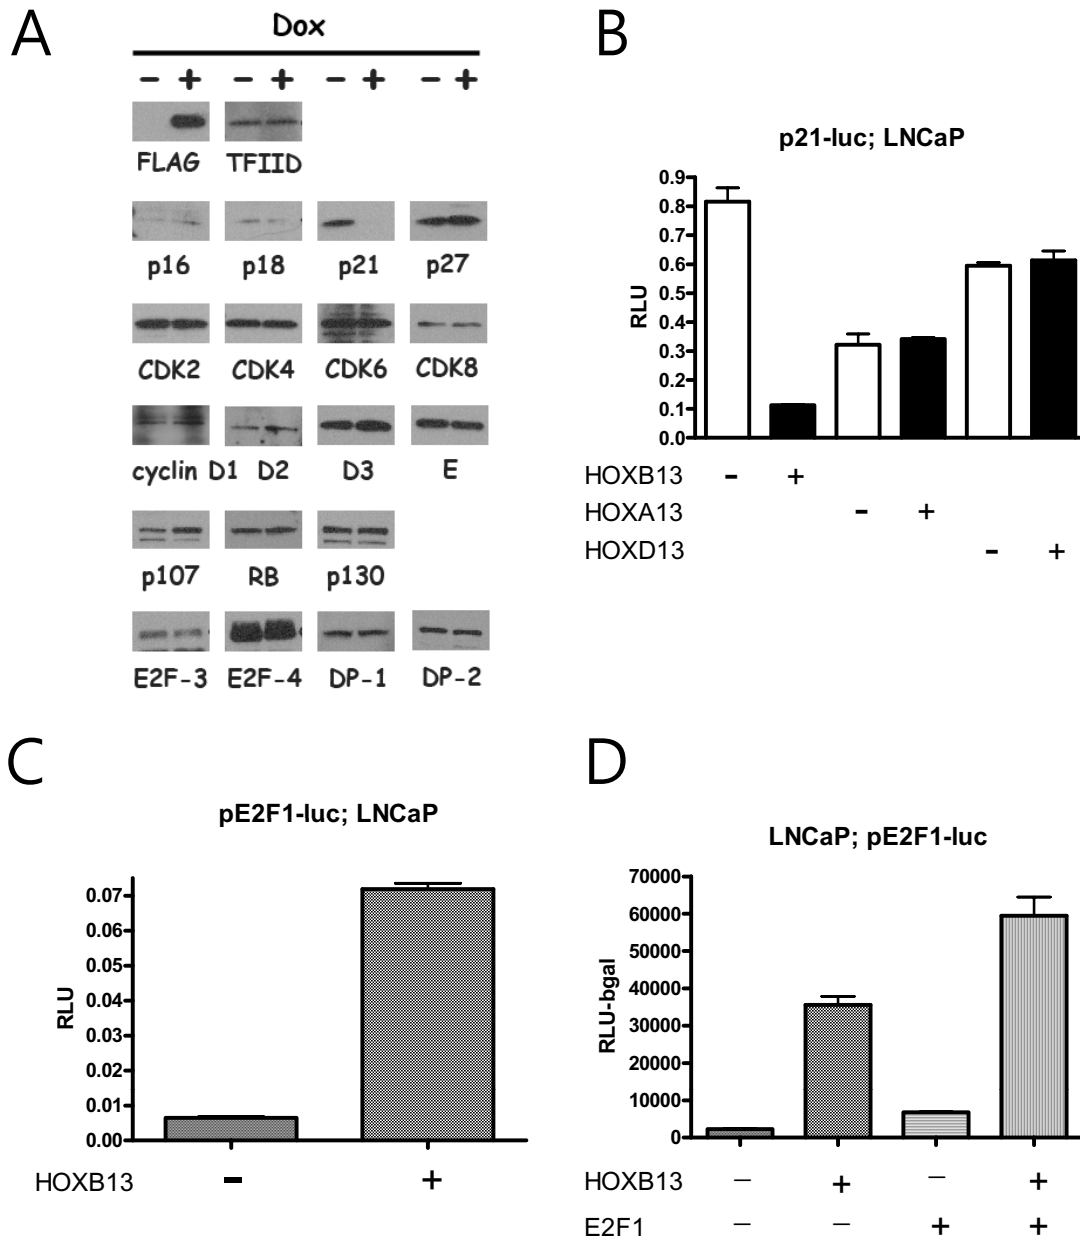 A
Dox
− + − + − + − +
FLAG TFIID
p16 p18 p21 p27
CDK2 CDK4 CDK6 CDK8
cyclin D1 D2 D3 E
p107 RB p130
E2F-3 E2F-4 DP-1 DP-2
B
p21-luc; LNCaP
RLU
0.9
0.8
0.7
0.6
0.5
0.4
0.3
0.2
0.1
0.0
HOXB13 - +
HOXA13 - +
HOXD13 - +
C
pE2F1-luc; LNCaP
RLU
0.07
0.06
0.05
0.04
0.03
0.02
0.01
0.00
HOXB13 - +
D
LNCaP; pE2F1-luc
RLU-bgal
70000
60000
50000
40000
30000
20000
10000
0
HOXB13 − + − +
E2F1 − − + +